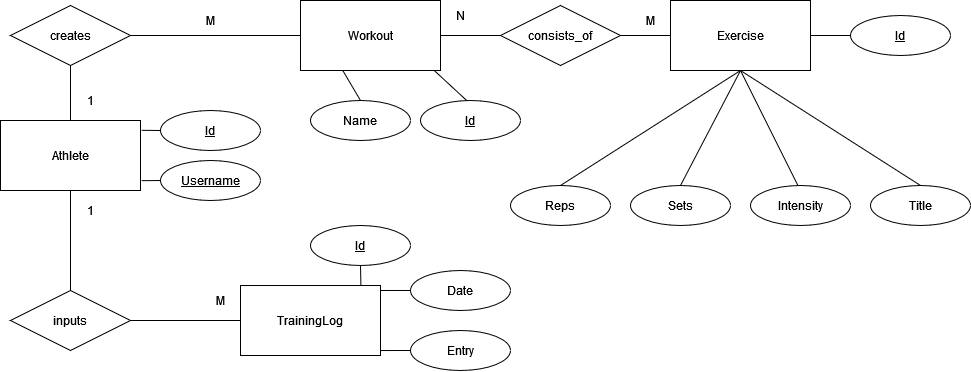 creates
M
Workout
N
consists_of
M
Exercise
Id
1
Name
Id
Id
Athlete
Username
1
Reps
Sets
Intensity
Title
Id
inputs
M
TrainingLog
Date
Entry